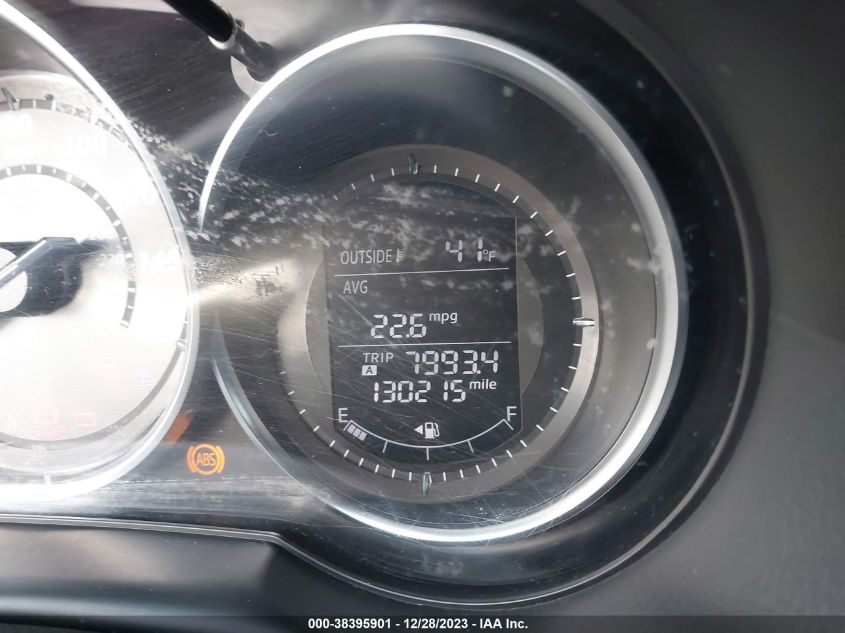 OUTSIDE 41°F
AVG
22.6 mpg
TRIP A 7993.4
130215 mile
E F
ABS
000-38395901 - 12/28/2023 - IAA Inc.